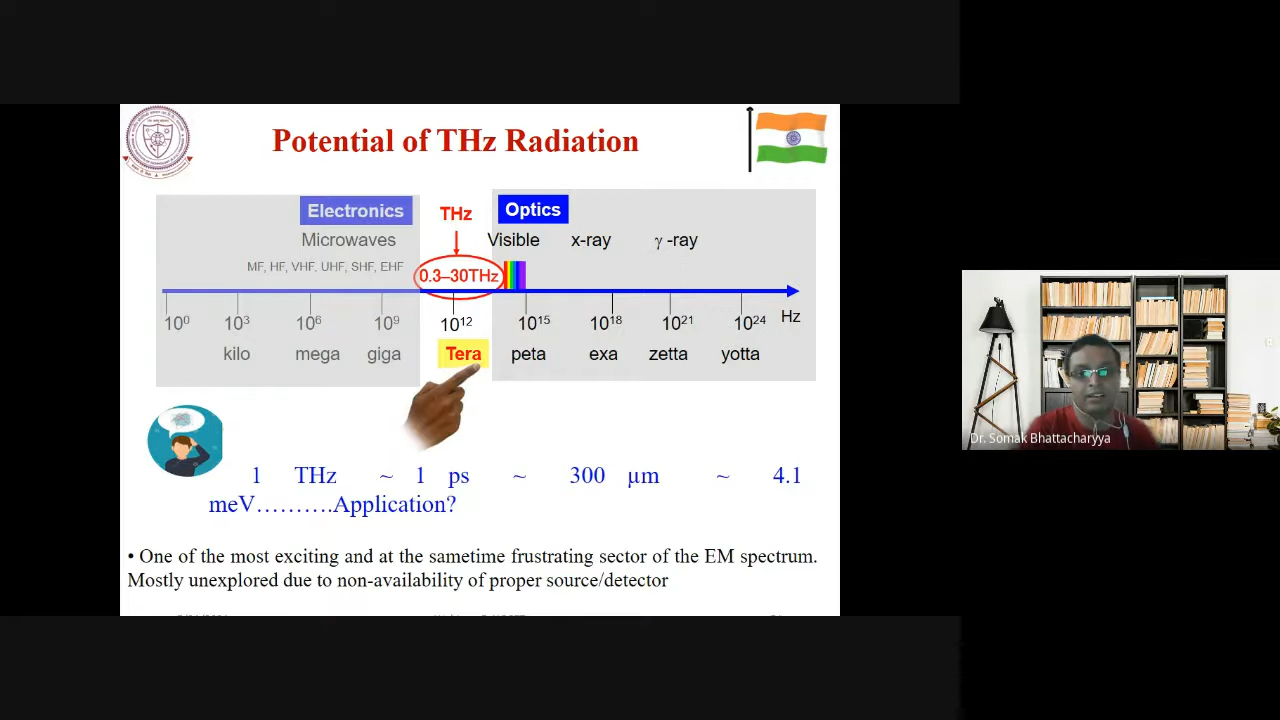 Potential of THz Radiation
Electronics
THz
Optics
Microwaves
Visible
x-ray
γ -ray
MF, HF, VHF, UHF, SHF, EHF
0.3–30THz
10⁰
10³
10⁶
10⁹
10¹²
10¹⁵
10¹⁸
10²¹
10²⁴
Hz
kilo
mega
giga
Tera
peta
exa
zetta
yotta
1 THz ~ 1 ps ~ 300 µm ~ 4.1
meV……….Application?
• One of the most exciting and at the sametime frustrating sector of the EM spectrum.
Mostly unexplored due to non-availability of proper source/detector
Dr. Somak Bhattacharyya